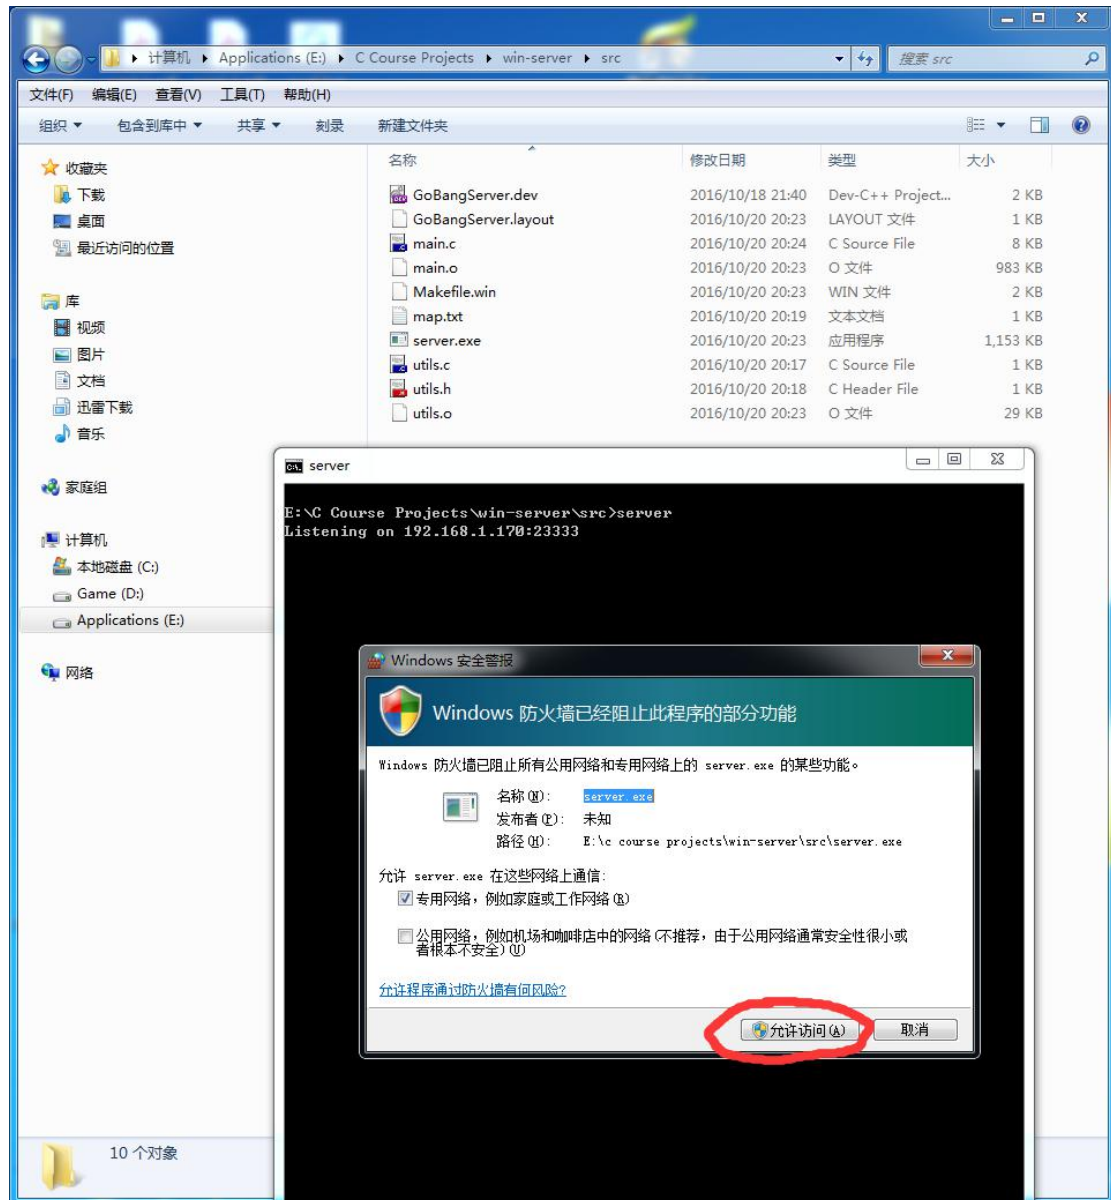 计算机 ▸ Applications (E:) ▸ C Course Projects ▸ win-server ▸ src
搜索 src
文件(F) 编辑(E) 查看(V) 工具(T) 帮助(H)
组织 包含到库中 共享 刻录 新建文件夹
收藏夹
下载
桌面
最近访问的位置
库
视频
图片
文档
迅雷下载
音乐
家庭组
计算机
本地磁盘 (C:)
Game (D:)
Applications (E:)
网络
名称 修改日期 类型 大小
GoBangServer.dev 2016/10/18 21:40 Dev-C++ Project... 2 KB
GoBangServer.layout 2016/10/20 20:23 LAYOUT 文件 1 KB
main.c 2016/10/20 20:24 C Source File 8 KB
main.o 2016/10/20 20:23 O 文件 983 KB
Makefile.win 2016/10/20 20:23 WIN 文件 2 KB
map.txt 2016/10/20 20:19 文本文档 1 KB
server.exe 2016/10/20 20:23 应用程序 1,153 KB
utils.c 2016/10/20 20:17 C Source File 1 KB
utils.h 2016/10/20 20:18 C Header File 1 KB
utils.o 2016/10/20 20:23 O 文件 29 KB
server
E:\C Course Projects\win-server\src>server
Listening on 192.168.1.170:23333
Windows 安全警报
Windows 防火墙已经阻止此程序的部分功能
Windows 防火墙已阻止所有公用网络和专用网络上的 server.exe 的某些功能。
名称(N): server.exe
发布者(P): 未知
路径(H): E:\c course projects\win-server\src\server.exe
允许 server.exe 在这些网络上通信:
专用网络，例如家庭或工作网络(R)
公用网络，例如机场和咖啡店中的网络(不推荐，由于公用网络通常安全性很小或
者根本不安全)(U)
允许程序通过防火墙有何风险?
允许访问(A) 取消
10 个对象